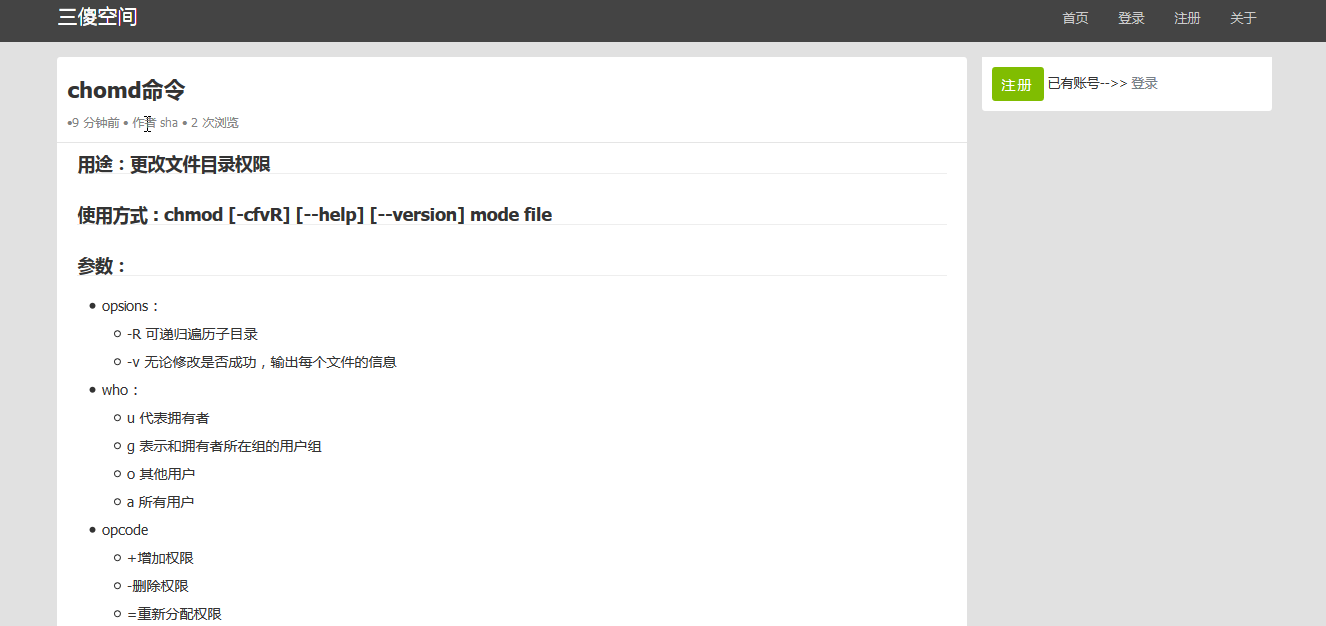 三傻空间
首页 登录 注册 关于
chomd命令
•9 分钟前 • 作者 sha • 2 次浏览
注册 已有账号-->> 登录
用途：更改文件目录权限
使用方式：chmod [-cfvR] [--help] [--version] mode file
参数：
opsions：
-R 可递归遍历子目录
-v 无论修改是否成功，输出每个文件的信息
who：
u 代表拥有者
g 表示和拥有者所在组的用户组
o 其他用户
a 所有用户
opcode
+增加权限
-删除权限
=重新分配权限